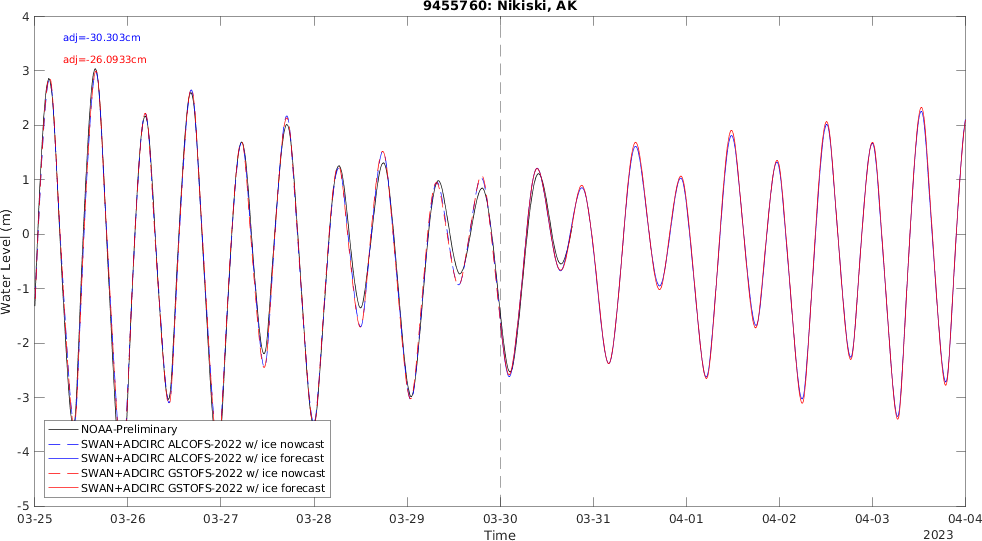 9455760: Nikiski, AK
adj=-30.303cm
adj=-26.0933cm
Water Level (m)
4
3
2
1
0
-1
-2
-3
-4
-5
NOAA-Preliminary
SWAN+ADCIRC ALCOFS-2022 w/ ice nowcast
SWAN+ADCIRC ALCOFS-2022 w/ ice forecast
SWAN+ADCIRC GSTOFS-2022 w/ ice nowcast
SWAN+ADCIRC GSTOFS-2022 w/ ice forecast
03-25 03-26 03-27 03-28 03-29 03-30 03-31 04-01 04-02 04-03 04-04
Time
2023